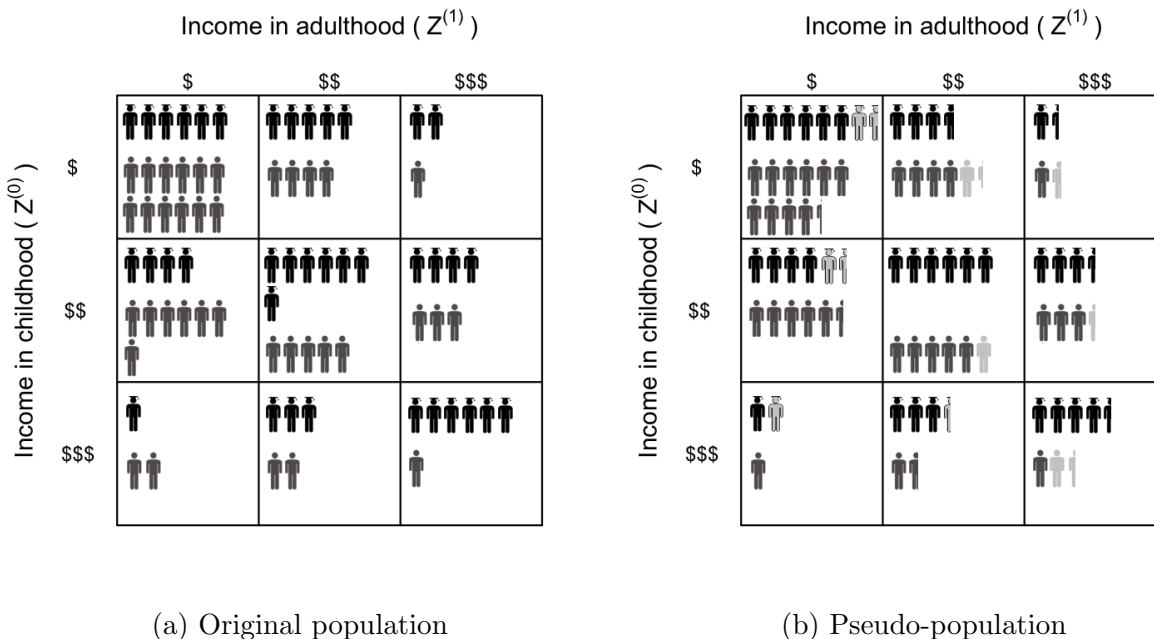 Income in adulthood ( Z(1) )
$ $$ $$$
Income in childhood ( Z(0) )
$
$$
$$$
(a) Original population
Income in adulthood ( Z(1) )
$ $$ $$$
Income in childhood ( Z(0) )
$
$$
$$$
(b) Pseudo-population